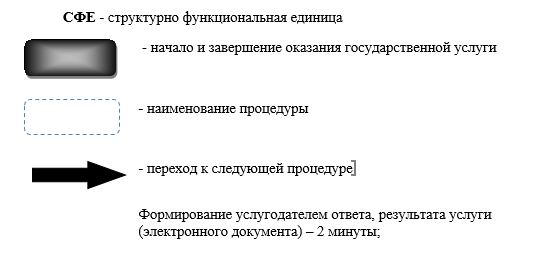 СФЕ - структурно функциональная единица
- начало и завершение оказания государственной услуги
- наименование процедуры
- переход к следующей процедуре
Формирование услугодателем ответа, результата услуги
(электронного документа) – 2 минуты;